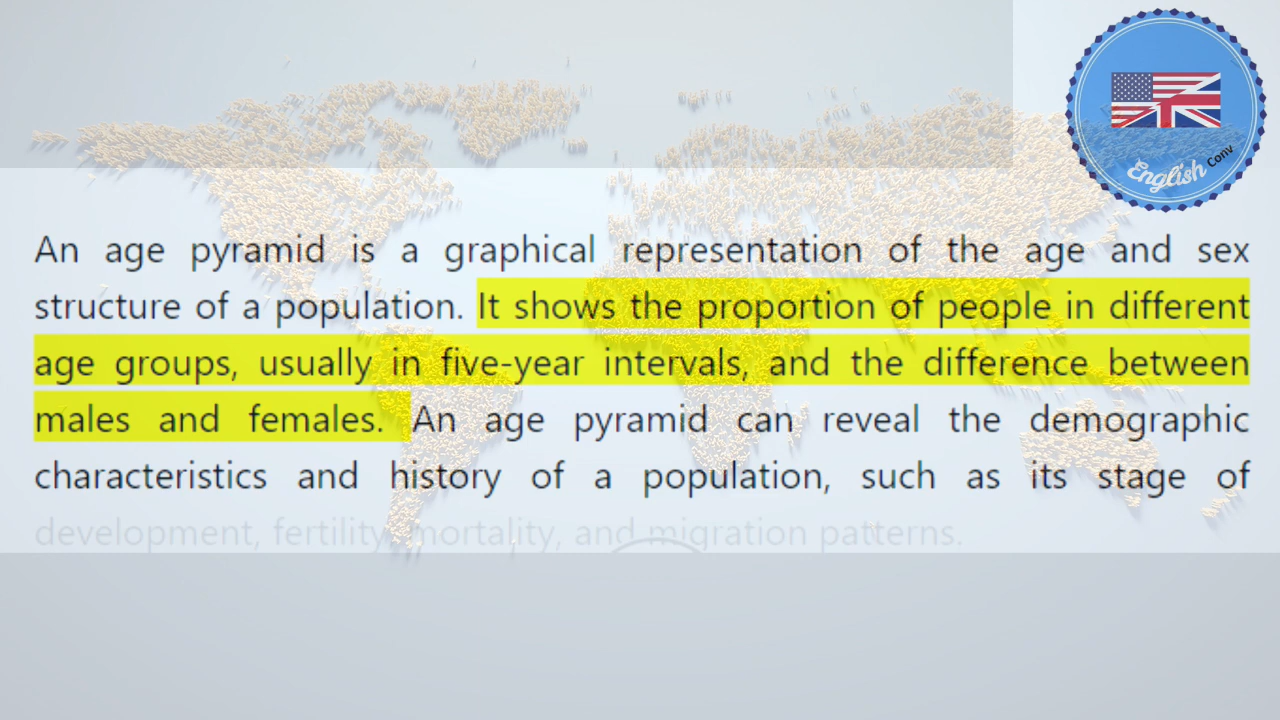 English Conv
An age pyramid is a graphical representation of the age and sex
structure of a population. It shows the proportion of people in different
age groups, usually in five-year intervals, and the difference between
males and females. An age pyramid can reveal the demographic
characteristics and history of a population, such as its stage of
development, fertility, mortality, and migration patterns.